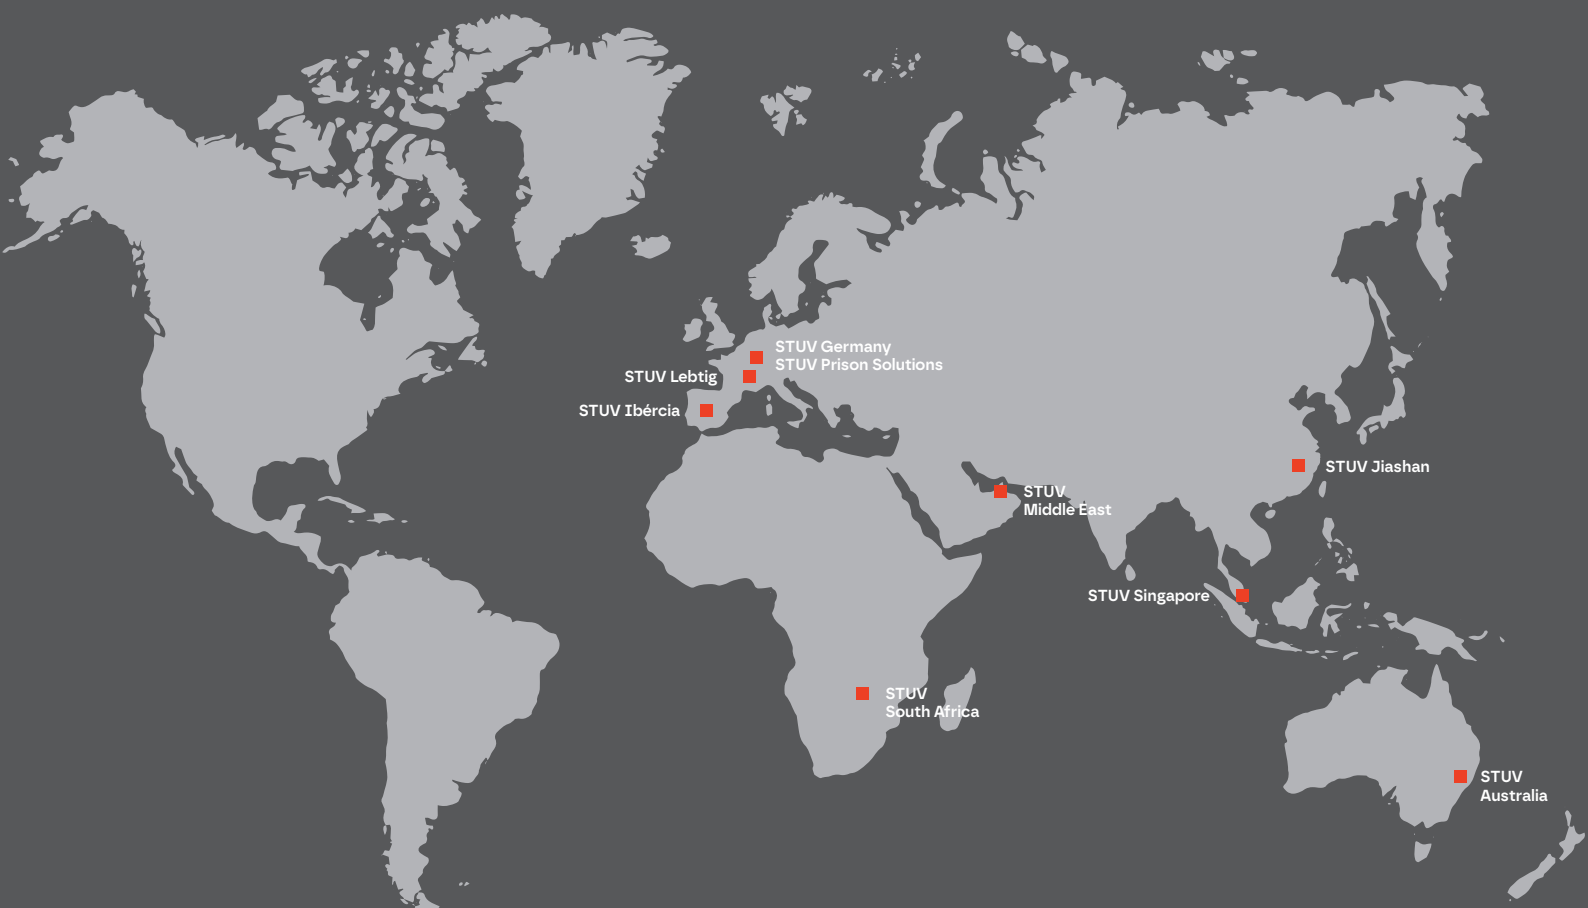 STUV Germany
STUV Prison Solutions
STUV Lebtig
STUV Ibércia
STUV Jiashan
STUV
Middle East
STUV Singapore
STUV
South Africa
STUV
Australia